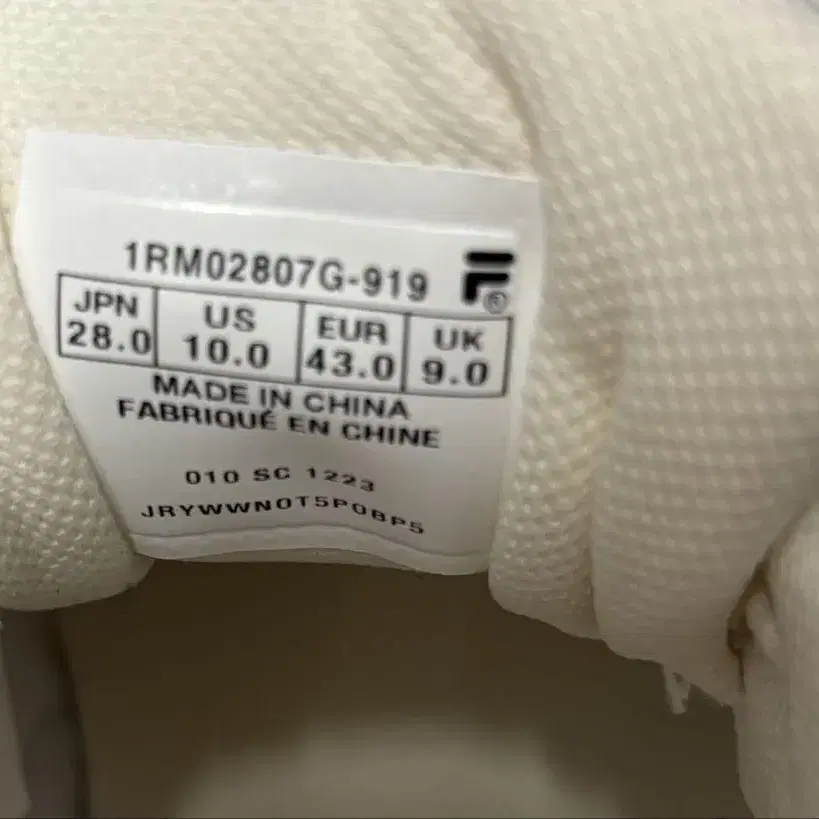 1RM02807G-919
JPN US EUR UK
28.0 10.0 43.0 9.0
MADE IN CHINA
FABRIQUÉ EN CHINE
010 SC 1223
JRYWWN0T5P0BP5